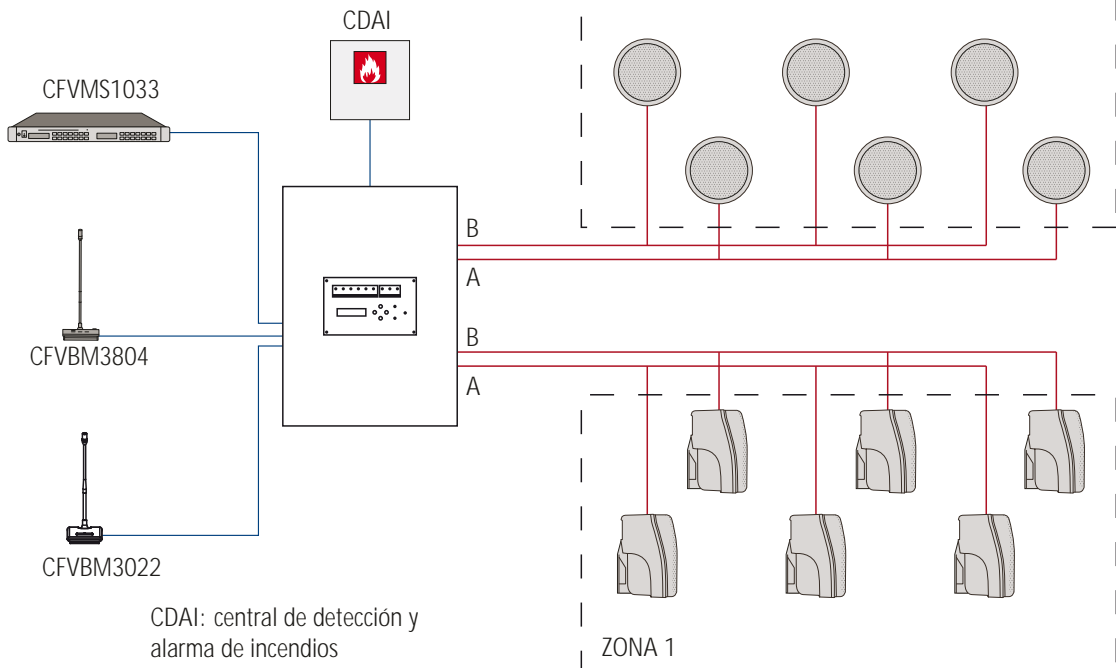 CDAI
CFVMS1033
B
A
CFVBM3804
B
A
CFVBM3022
CDAI: central de detección y
alarma de incendios
ZONA 1